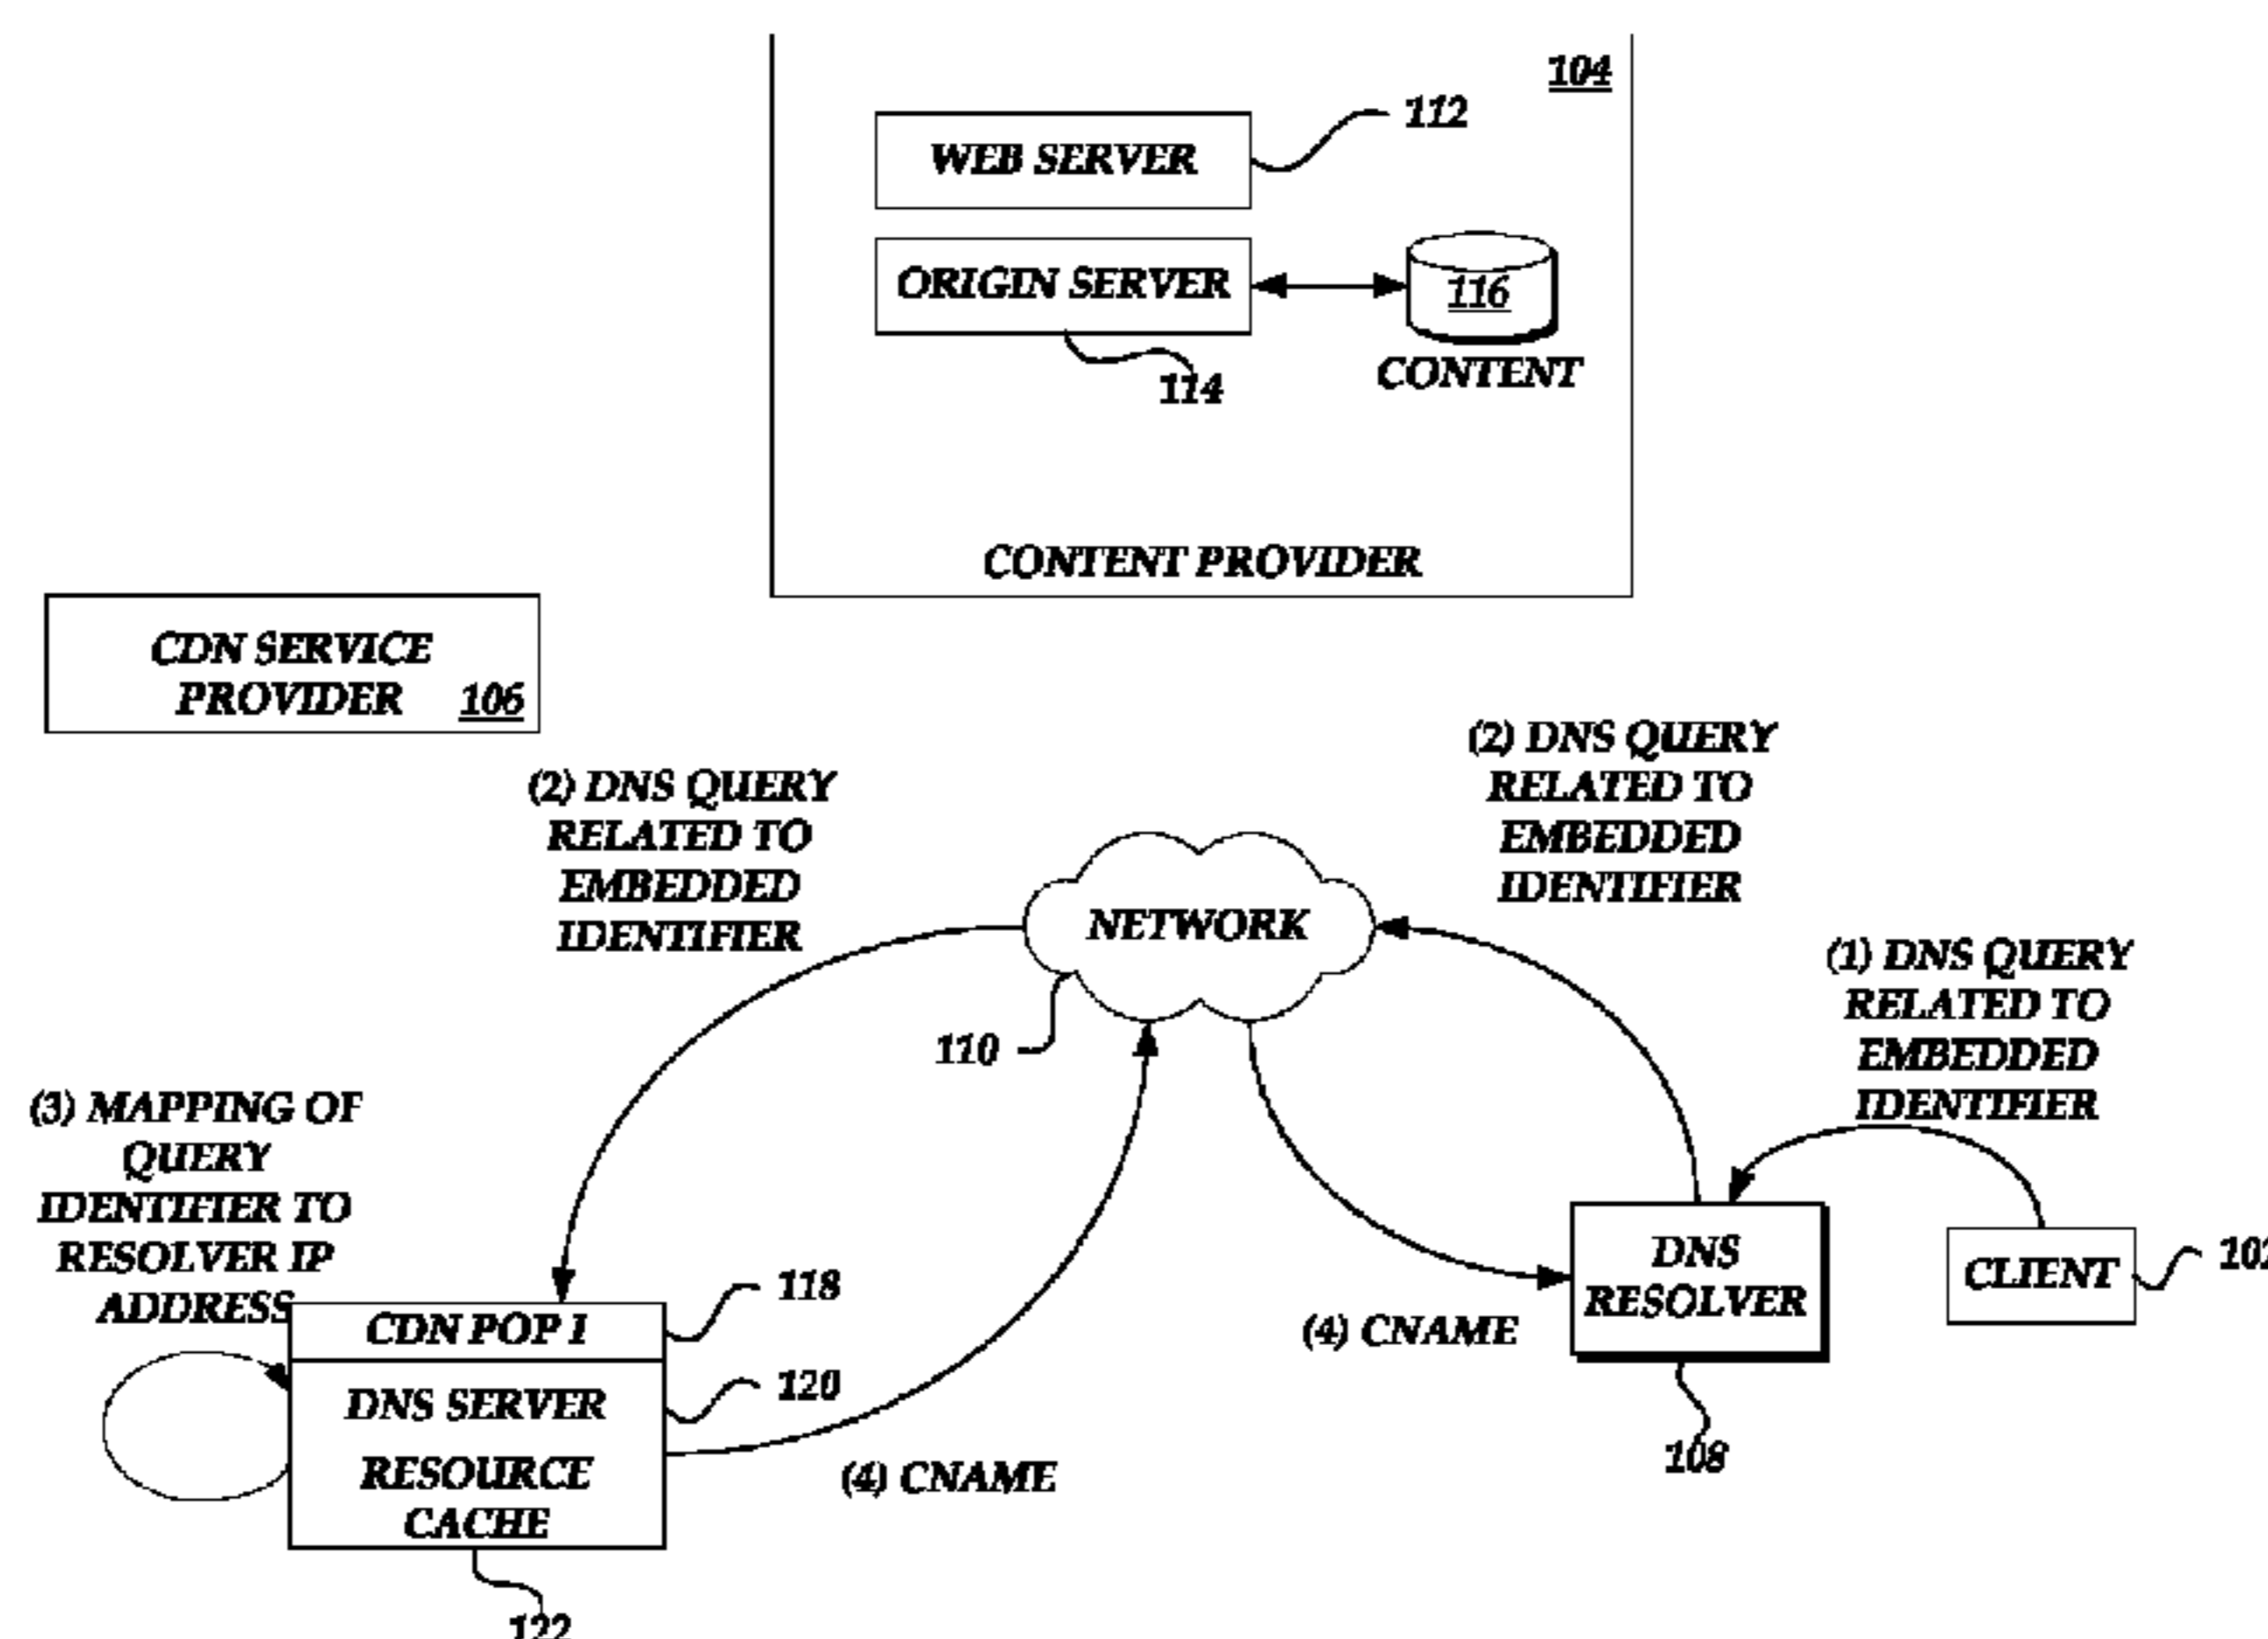 104
112
WEB SERVER
ORIGIN SERVER
116
114
CONTENT
CONTENT PROVIDER
CDN SERVICE
PROVIDER 106
(2) DNS QUERY
RELATED TO
EMBEDDED
IDENTIFIER
(2) DNS QUERY
RELATED TO
EMBEDDED
IDENTIFIER
NETWORK
110
(1) DNS QUERY
RELATED TO
EMBEDDED
IDENTIFIER
(3) MAPPING OF
QUERY
IDENTIFIER TO
RESOLVER IP
ADDRESS
CDN POP I
118
DNS SERVER
120
RESOURCE
CACHE
122
(4) CNAME
(4) CNAME
DNS
RESOLVER
108
CLIENT